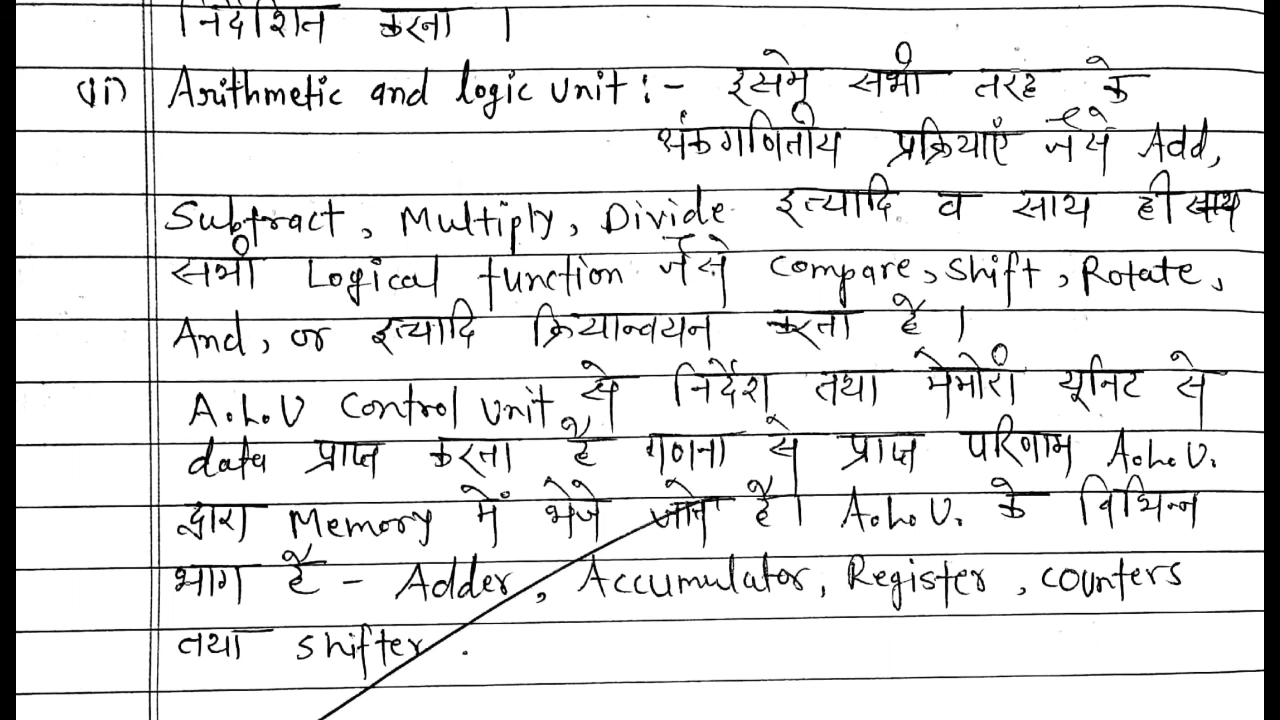 निर्देशित करना ।
(ii) Arithmetic and logic unit :- इसमें सभी तरह के
अंकगणितीय प्रक्रियाएं जैसे Add,
Subtract, Multiply, Divide इत्यादि व साथ ही साथ
सभी Logical function जैसे Compare, Shift, Rotate,
And, or इत्यादि क्रियान्वयन करता है ।
A.L.U Control unit से निर्देश तथा मेमोरी यूनिट से
data प्राप्त करता है गणना से प्राप्त परिणाम A.L.U.
द्वारा Memory में भेजे जाते है। A.L.U. के विभिन्न
भाग है - Adder, Accumulator, Register, counters
तथा shifter.